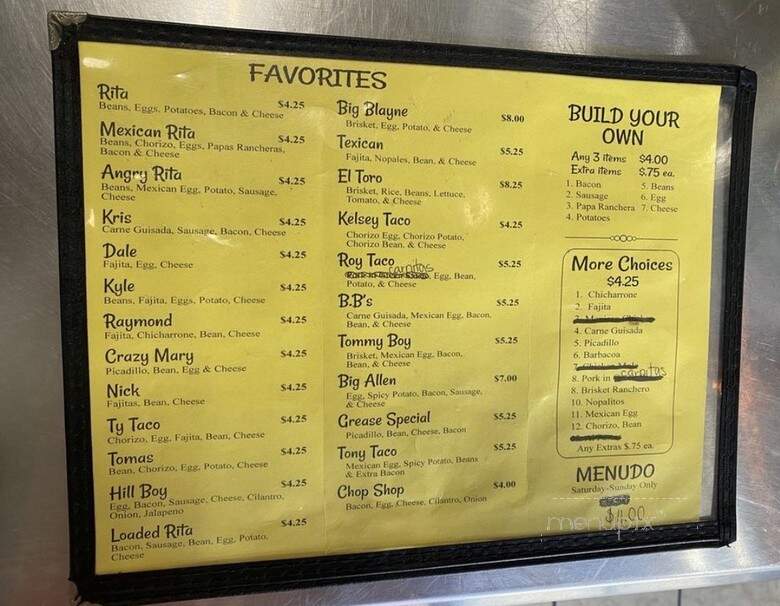 FAVORITES
Rita $4.25
Beans, Eggs, Potatoes, Bacon & Cheese
Mexican Rita $4.25
Beans, Chorizo, Eggs, Papas Rancheras,
Bacon & Cheese
Angry Rita $4.25
Beans, Mexican Egg, Potato, Sausage,
Cheese
Kris $4.25
Carne Guisada, Sausage, Bacon, Cheese
Dale $4.25
Fajita, Egg, Cheese
Kyle $4.25
Beans, Fajita, Eggs, Potato, Cheese
Raymond $4.25
Fajita, Chicharrone, Bean, Cheese
Crazy Mary $4.25
Picadillo, Bean, Egg & Cheese
Nick $4.25
Fajitas, Bean, Cheese
Ty Taco $4.25
Chorizo, Egg, Fajita, Bean, Cheese
Tomas $4.25
Bean, Chorizo, Egg, Potato, Cheese
Hill Boy $4.25
Egg, Bacon, Sausage, Cheese, Cilantro,
Onion, Jalapeno
Loaded Rita $4.25
Bacon, Sausage, Bean, Egg, Potato,
Cheese
Big Blayne $8.00
Brisket, Egg, Potato, & Cheese
Texican $5.25
Fajita, Nopales, Bean, & Cheese
El Toro $8.25
Brisket, Rice, Beans, Lettuce,
Tomato, & Cheese
Kelsey Taco $4.25
Chorizo Egg, Chorizo Potato,
Chorizo Bean, & Cheese
Roy Taco $5.25
carnitas, Egg, Bean,
Potato, & Cheese
B.B's $5.25
Carne Guisada, Mexican Egg, Bacon,
Bean, & Cheese
Tommy Boy $5.25
Brisket, Mexican Egg, Bacon,
Bean, & Cheese
Big Allen $7.00
Egg, Spicy Potato, Bacon, Sausage,
& Cheese
Grease Special $5.25
Picadillo, Bean, Cheese, Bacon
Tony Taco $5.25
Mexican Egg, Spicy Potato, Beans
& Extra Bacon
Chop Shop $4.00
Bacon, Egg, Cheese, Cilantro, Onion
BUILD YOUR
OWN
Any 3 items $4.00
Extra items $.75 ea.
1. Bacon 5. Beans
2. Sausage 6. Egg
3. Papa Ranchera 7. Cheese
4. Potatoes
More Choices
$4.25
1. Chicharrone
2. Fajita
4. Carne Guisada
5. Picadillo
6. Barbacoa
7. Chicken Mole
8. Pork in carnitas
8. Brisket Ranchero
10. Nopalitos
11. Mexican Egg
12. Chorizo, Bean
Any Extras $.75 ea.
MENUDO
Saturday-Sunday Only
$11.00
menupix